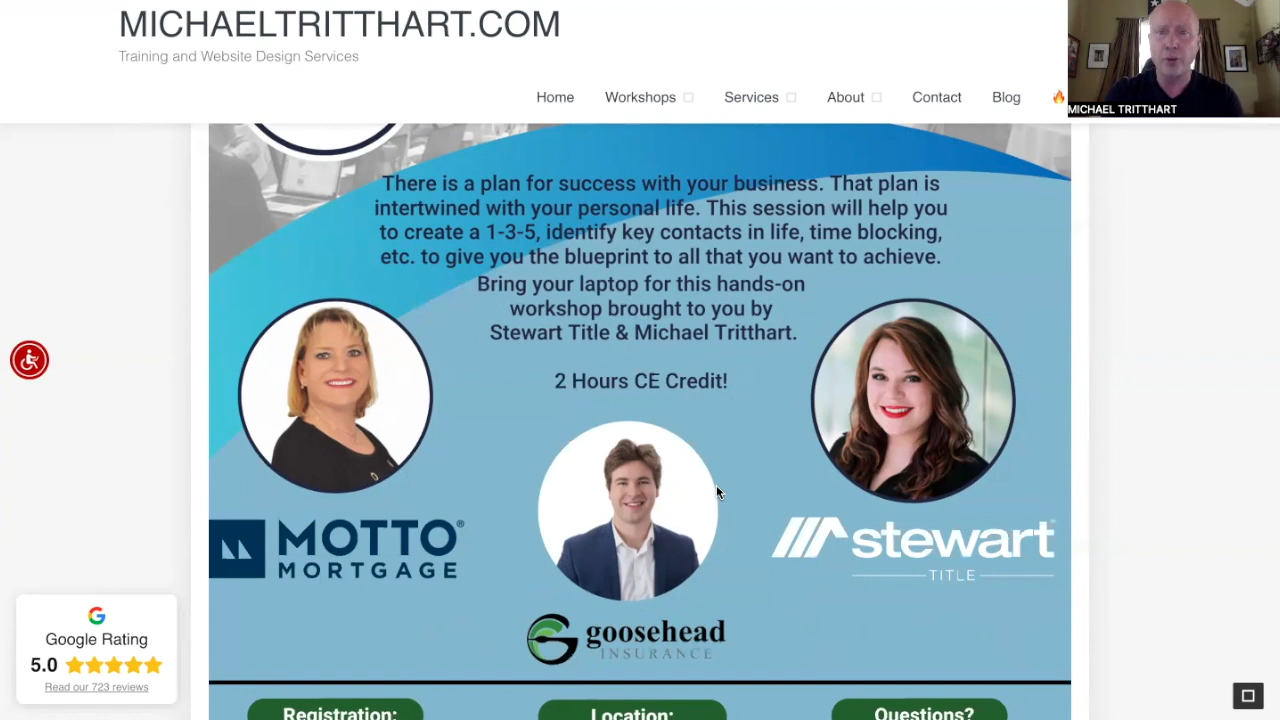 MICHAELTRITTHART.COM
Training and Website Design Services
Home Workshops Services About Contact Blog
MICHAEL TRITTHART
There is a plan for success with your business. That plan is
intertwined with your personal life. This session will help you
to create a 1-3-5, identify key contacts in life, time blocking,
etc. to give you the blueprint to all that you want to achieve.
Bring your laptop for this hands-on
workshop brought to you by
Stewart Title & Michael Tritthart.
2 Hours CE Credit!
MOTTO®
MORTGAGE
stewart
TITLE
goosehead
INSURANCE
Google Rating
5.0
Read our 723 reviews
Registration: Location: Questions?